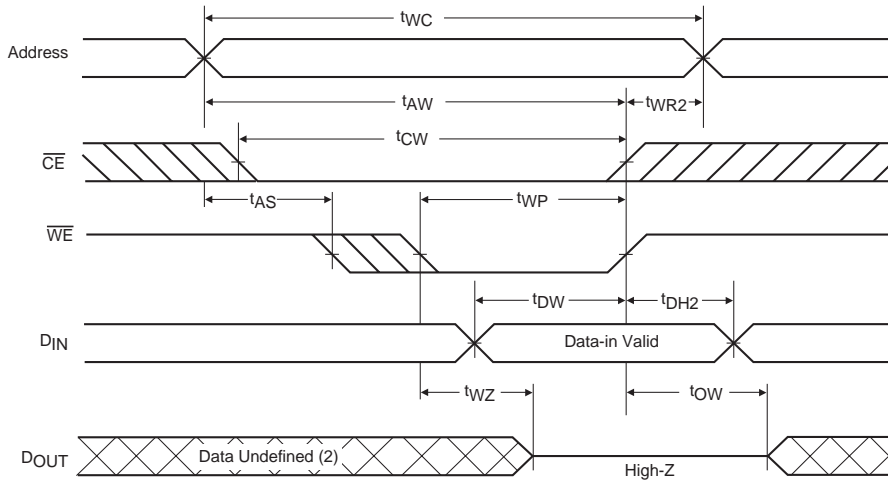 tWC
Address
tAW
tWR2
tCW
CE
tAS
tWP
WE
tDW
tDH2
DIN
Data-in Valid
tWZ
tOW
DOUT
Data Undefined (2)
High-Z